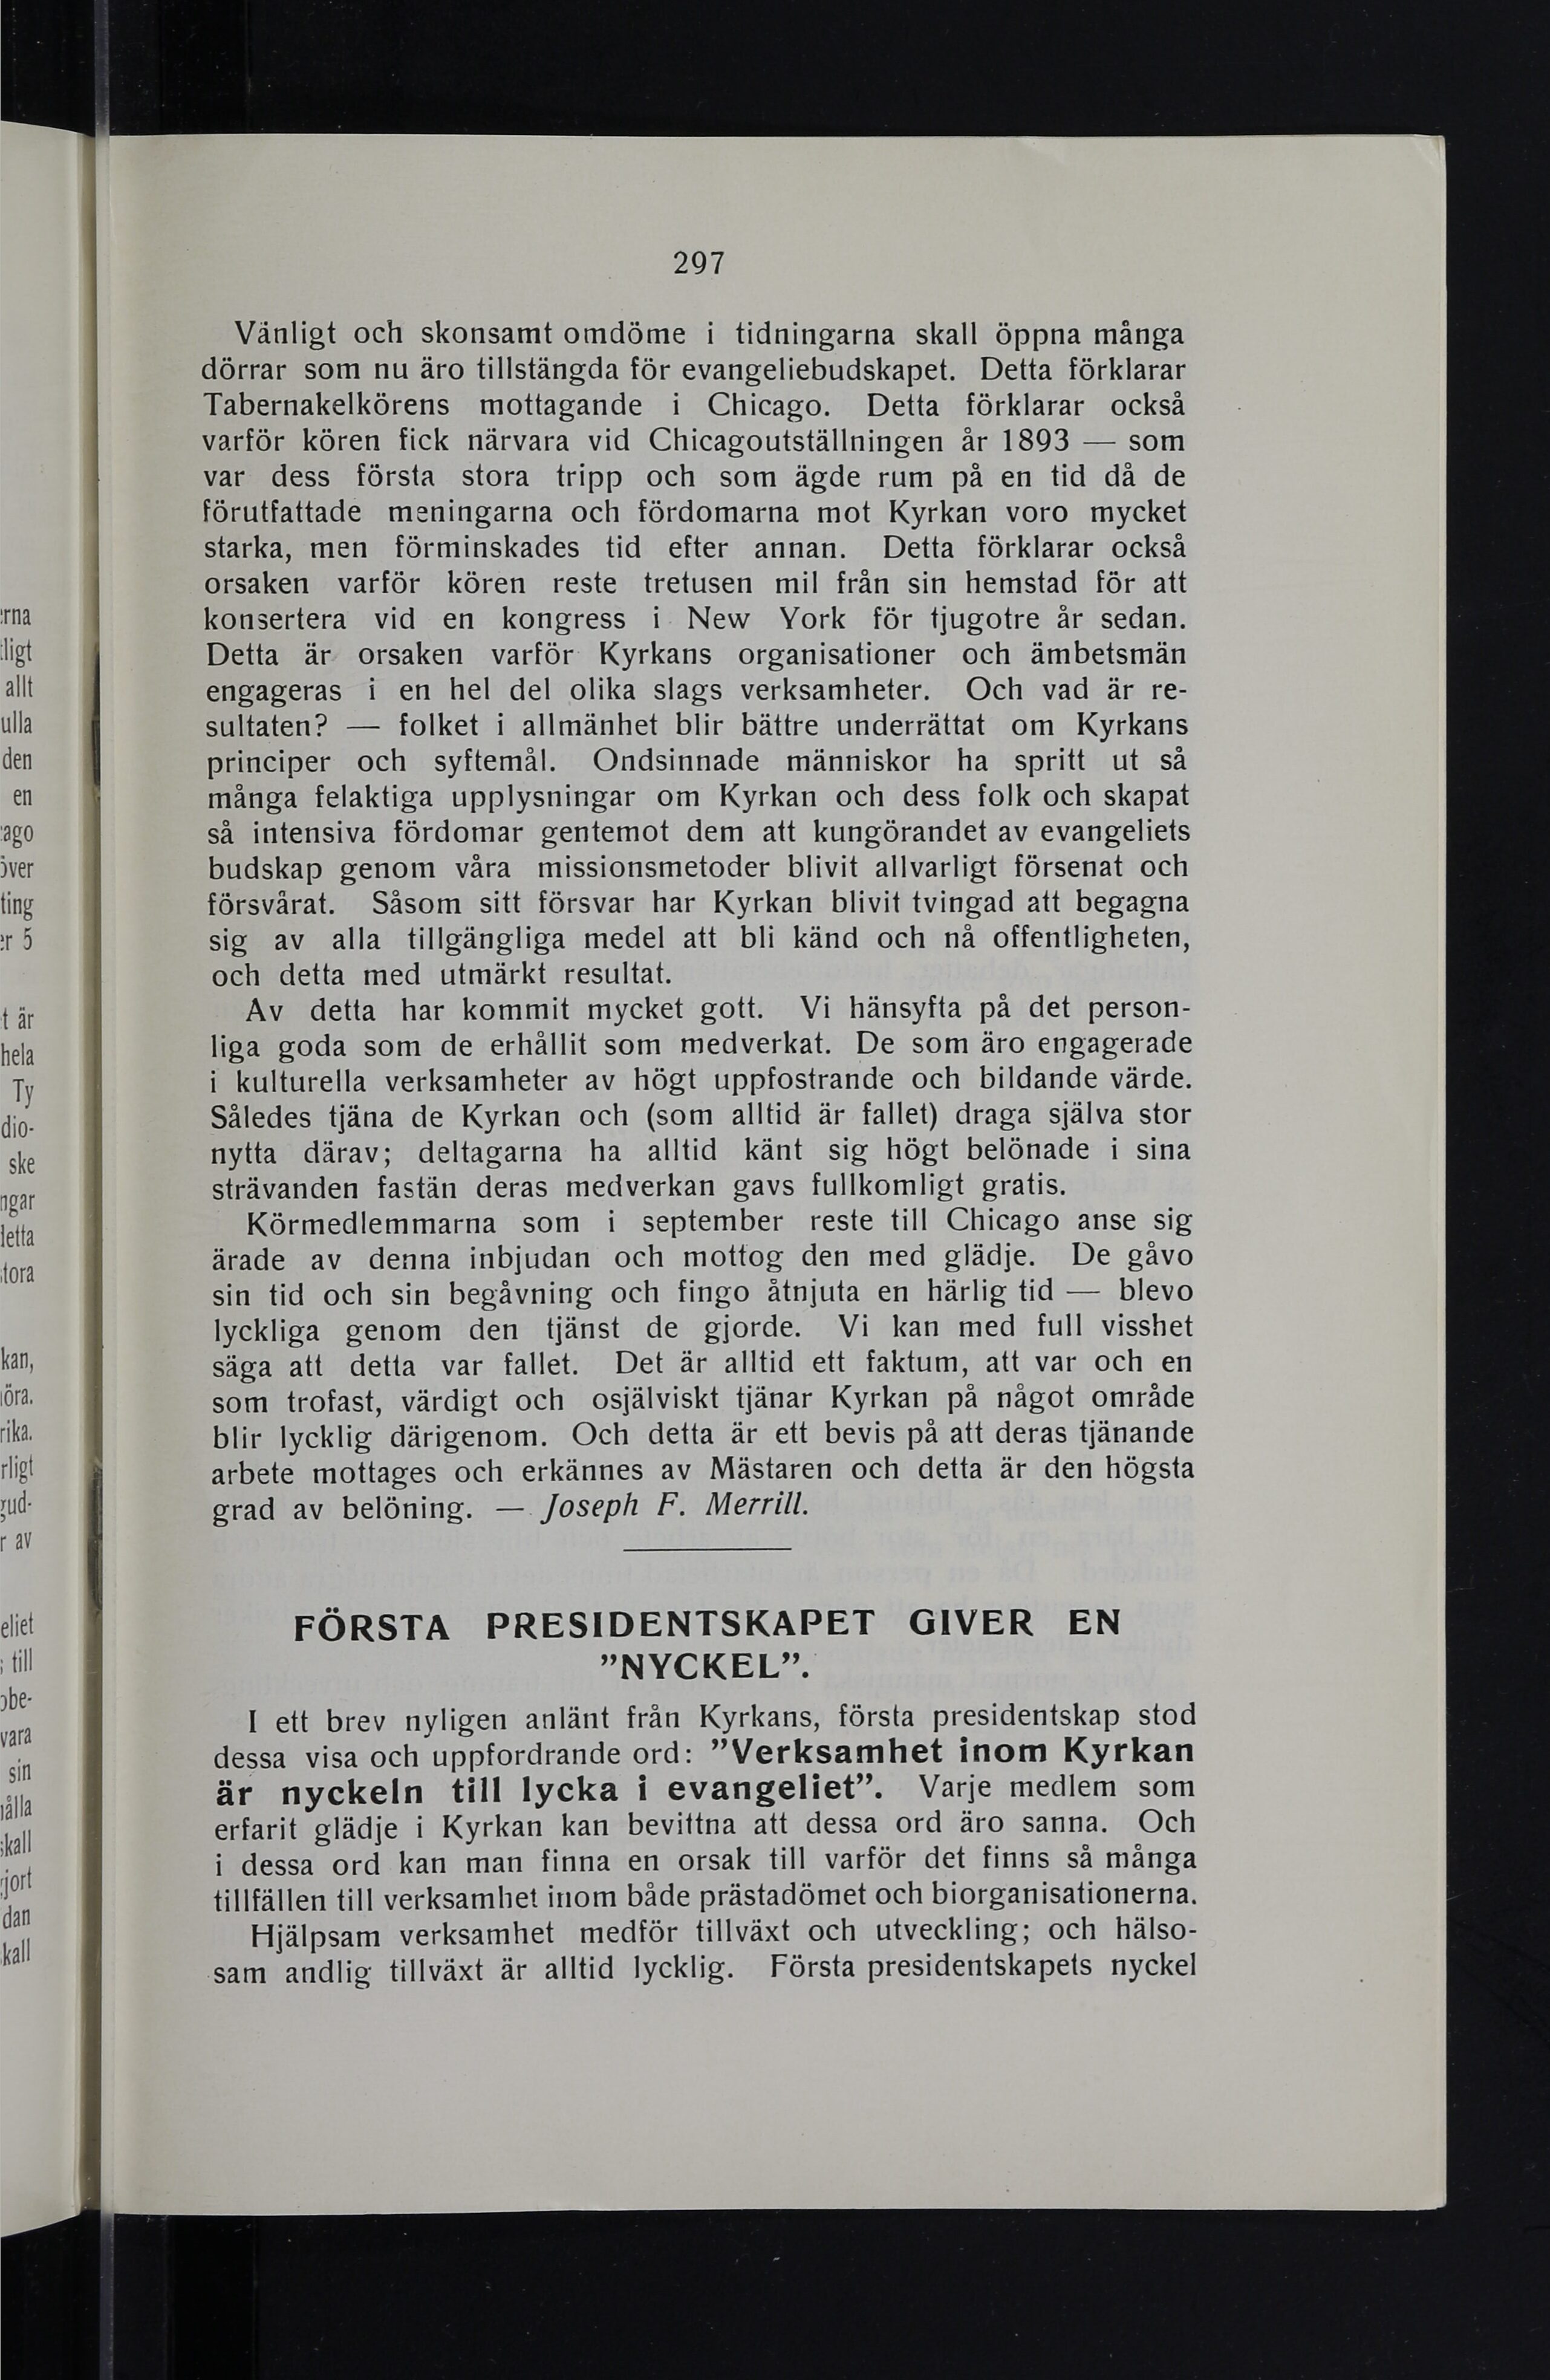 297
Vänligt och skonsamt omdöme i tidningarna skall öppna många
dörrar som nu äro tillstängda för evangeliebudskapet. Detta förklarar
Tabernakelkörens mottagande i Chicago. Detta förklarar också
varför kören fick närvara vid Chicagoutställningen år 1893 — som
var dess första stora tripp och som ägde rum på en tid då de
förutfattade meningarna och fördomarna mot Kyrkan voro mycket
starka, men förminskades tid efter annan. Detta förklarar också
orsaken varför kören reste tretusen mil från sin hemstad för att
konsertera vid en kongress i New York för tjugotre år sedan.
Detta är orsaken varför Kyrkans organisationer och ämbetsmän
engageras i en hel del olika slags verksamheter. Och vad är re-
sultaten? — folket i allmänhet blir bättre underrättat om Kyrkans
principer och syftemål. Ondsinnade människor ha spritt ut så
många felaktiga upplysningar om Kyrkan och dess folk och skapat
så intensiva fördomar gentemot dem att kungörandet av evangeliets
budskap genom våra missionsmetoder blivit allvarligt försenat och
försvårat. Såsom sitt försvar har Kyrkan blivit tvingad att begagna
sig av alla tillgängliga medel att bli känd och nå offentligheten,
och detta med utmärkt resultat.
Av detta har kommit mycket gott. Vi hänsyfta på det person-
liga goda som de erhållit som medverkat. De som äro engagerade
i kulturella verksamheter av högt uppfostrande och bildande värde.
Således tjäna de Kyrkan och (som alltid är fallet) draga själva stor
nytta därav; deltagarna ha alltid känt sig högt belönade i sina
strävanden fastän deras medverkan gavs fullkomligt gratis.
Körmedlemmarna som i september reste till Chicago anse sig
ärade av denna inbjudan och mottog den med glädje. De gåvo
sin tid och sin begåvning och fingo åtnjuta en härlig tid — blevo
lyckliga genom den tjänst de gjorde. Vi kan med full visshet
säga att detta var fallet. Det är alltid ett faktum, att var och en
som trofast, värdigt och osjälviskt tjänar Kyrkan på något område
blir lycklig därigenom. Och detta är ett bevis på att deras tjänande
arbete mottages och erkännes av Mästaren och detta är den högsta
grad av belöning. — Joseph F. Merrill.
FÖRSTA PRESIDENTSKAPET GIVER EN
”NYCKEL”.
I ett brev nyligen anlänt från Kyrkans, första presidentskap stod
dessa visa och uppfordrande ord: ”Verksamhet inom Kyrkan
är nyckeln till lycka i evangeliet”. Varje medlem som
erfarit glädje i Kyrkan kan bevittna att dessa ord äro sanna. Och
i dessa ord kan man finna en orsak till varför det finns så många
tillfällen till verksamhet inom både prästadömet och biorganisationerna.
Hjälpsam verksamhet medför tillväxt och utveckling; och hälso-
sam andlig tillväxt är alltid lycklig. Första presidentskapets nyckel